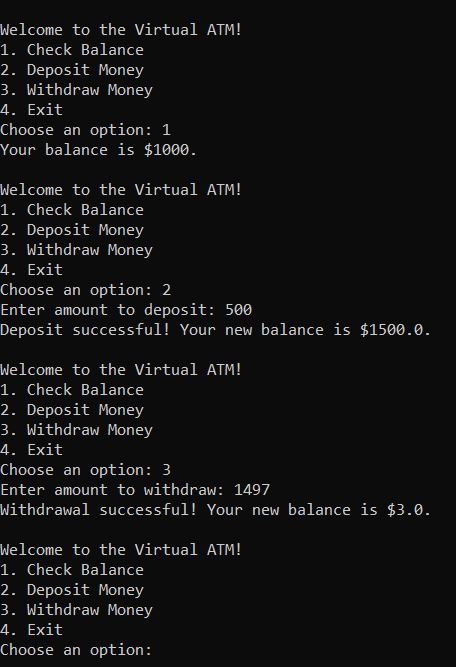 Welcome to the Virtual ATM!
1. Check Balance
2. Deposit Money
3. Withdraw Money
4. Exit
Choose an option: 1
Your balance is $1000.
Welcome to the Virtual ATM!
1. Check Balance
2. Deposit Money
3. Withdraw Money
4. Exit
Choose an option: 2
Enter amount to deposit: 500
Deposit successful! Your new balance is $1500.0.
Welcome to the Virtual ATM!
1. Check Balance
2. Deposit Money
3. Withdraw Money
4. Exit
Choose an option: 3
Enter amount to withdraw: 1497
Withdrawal successful! Your new balance is $3.0.
Welcome to the Virtual ATM!
1. Check Balance
2. Deposit Money
3. Withdraw Money
4. Exit
Choose an option: